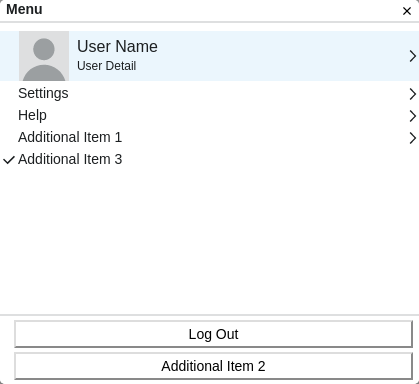 Menu
User Name
User Detail
Settings
Help
Additional Item 1
Additional Item 3
Log Out
Additional Item 2